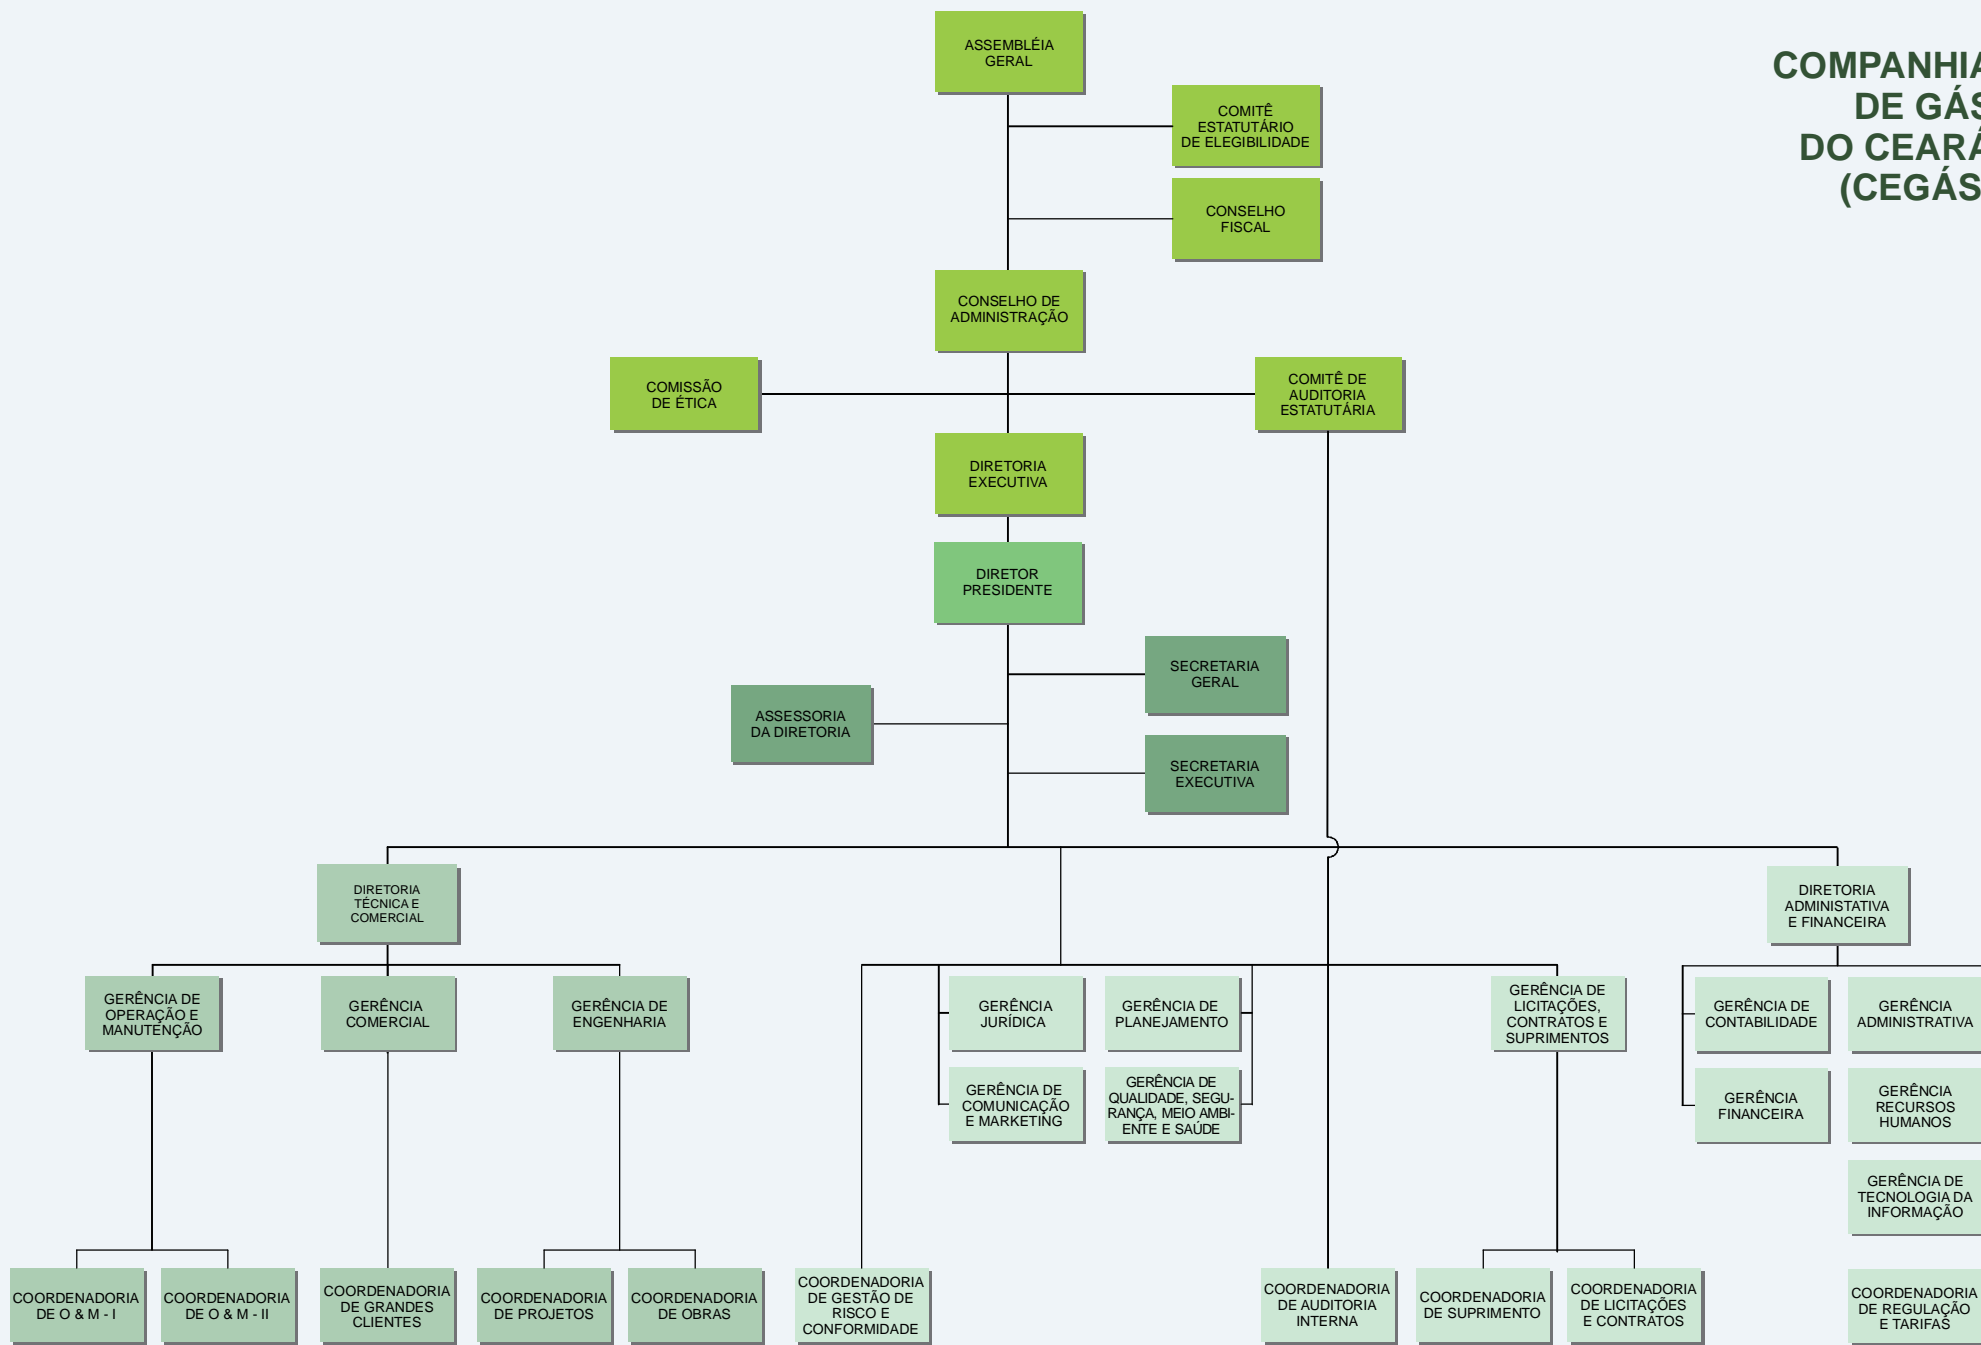 ASSEMBLÉIA
GERAL
COMPANHIA
DE GÁS
DO CEARÁ
(CEGÁS
COMITÊ
ESTATUTÁRIO
DE ELEGIBILIDADE
CONSELHO
FISCAL
CONSELHO DE
ADMINISTRAÇÃO
COMISSÃO
DE ÉTICA
COMITÊ DE
AUDITORIA
ESTATUTÁRIA
DIRETORIA
EXECUTIVA
DIRETOR
PRESIDENTE
SECRETARIA
GERAL
ASSESSORIA
DA DIRETORIA
SECRETARIA
EXECUTIVA
DIRETORIA
TÉCNICA E
COMERCIAL
DIRETORIA
ADMINISTATIVA
E FINANCEIRA
GERÊNCIA DE
OPERAÇÃO E
MANUTENÇÃO
GERÊNCIA
COMERCIAL
GERÊNCIA DE
ENGENHARIA
GERÊNCIA
JURÍDICA
GERÊNCIA DE
PLANEJAMENTO
GERÊNCIA DE
LICITAÇÕES,
CONTRATOS E
SUPRIMENTOS
GERÊNCIA DE
CONTABILIDADE
GERÊNCIA
ADMINISTRATIVA
GERÊNCIA DE
COMUNICAÇÃO
E MARKETING
GERÊNCIA DE
QUALIDADE, SEGU-
RANÇA, MEIO AMBI-
ENTE E SAÚDE
GERÊNCIA
FINANCEIRA
GERÊNCIA
RECURSOS
HUMANOS
GERÊNCIA DE
TECNOLOGIA DA
INFORMAÇÃO
COORDENADORIA
DE O & M - I
COORDENADORIA
DE O & M - II
COORDENADORIA
DE GRANDES
CLIENTES
COORDENADORIA
DE PROJETOS
COORDENADORIA
DE OBRAS
COORDENADORIA
DE GESTÃO DE
RISCO E
CONFORMIDADE
COORDENADORIA
DE AUDITORIA
INTERNA
COORDENADORIA
DE SUPRIMENTO
COORDENADORIA
DE LICITAÇÕES
E CONTRATOS
COORDENADORIA
DE REGULAÇÃO
E TARIFAS